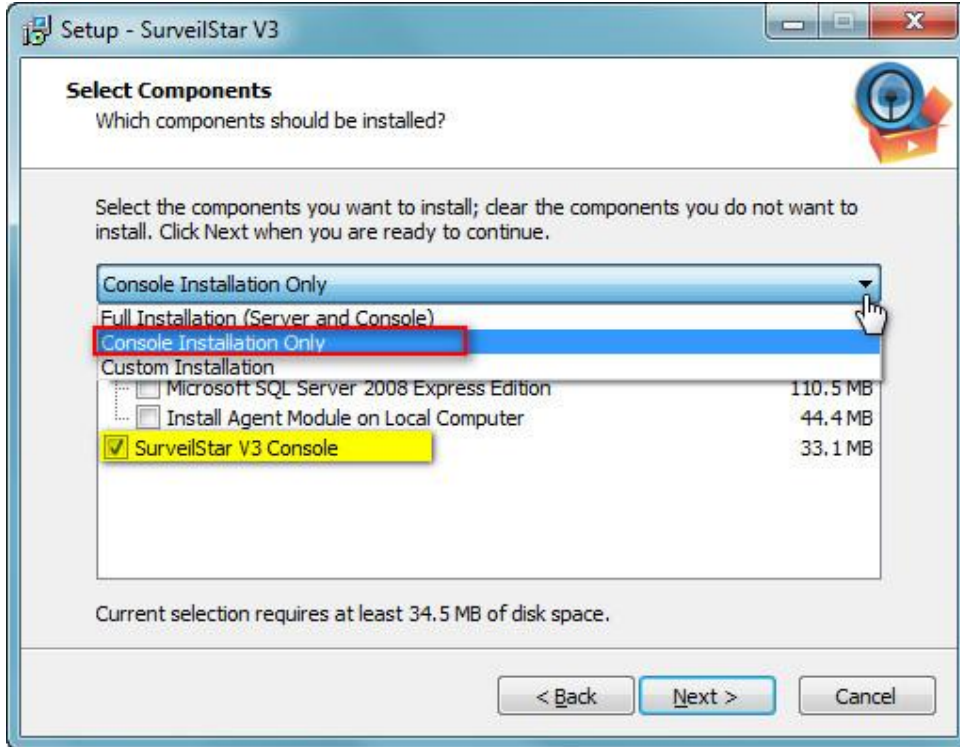 Setup - SurveilStar V3
Select Components
Which components should be installed?
Select the components you want to install; clear the components you do not want to
install. Click Next when you are ready to continue.
Console Installation Only
Full Installation (Server and Console)
Console Installation Only
Custom Installation
Microsoft SQL Server 2008 Express Edition 110.5 MB
Install Agent Module on Local Computer 44.4 MB
SurveilStar V3 Console 33.1 MB
Current selection requires at least 34.5 MB of disk space.
< Back Next > Cancel